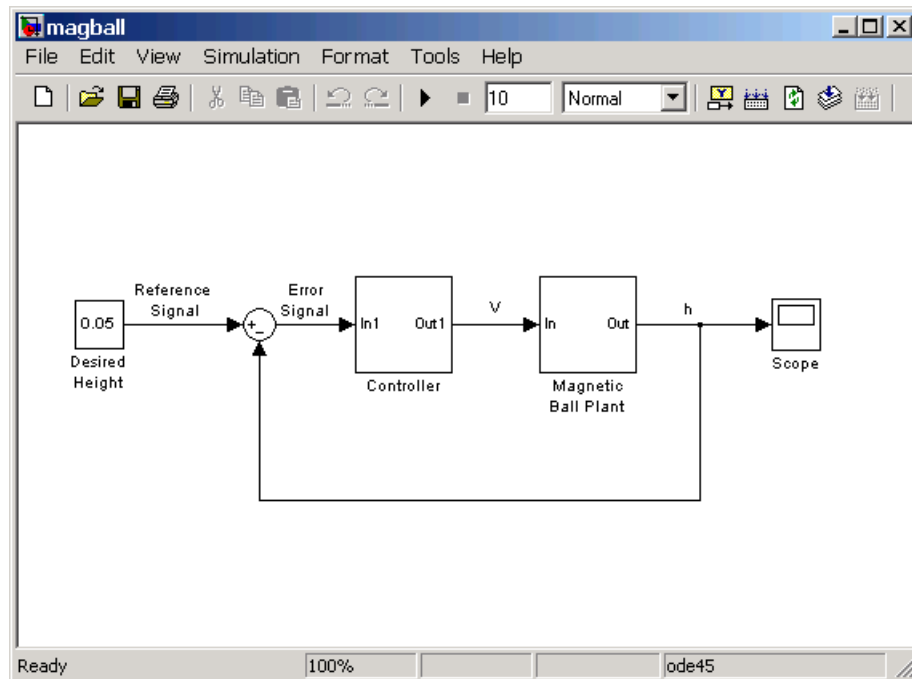 magball
File Edit View Simulation Format Tools Help
10 Normal
Reference
Signal
Error
Signal
0.05
+
-
In1 Out1
V
In Out
h
Desired
Height
Controller
Magnetic
Ball Plant
Scope
Ready 100% ode45